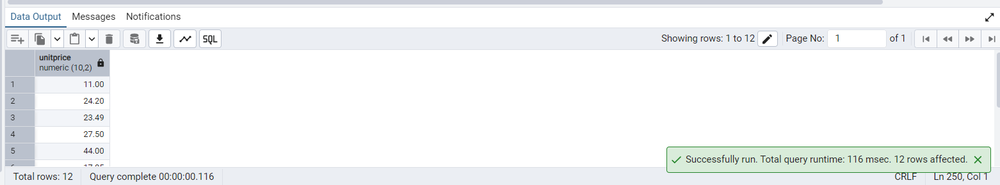 Data Output Messages Notifications
SQL Showing rows: 1 to 12 Page No: 1 of 1
unitprice
numeric (10,2)
1 11.00
2 24.20
3 23.49
4 27.50
5 44.00
Successfully run. Total query runtime: 116 msec. 12 rows affected.
Total rows: 12 Query complete 00:00:00.116 CRLF Ln 250, Col 1